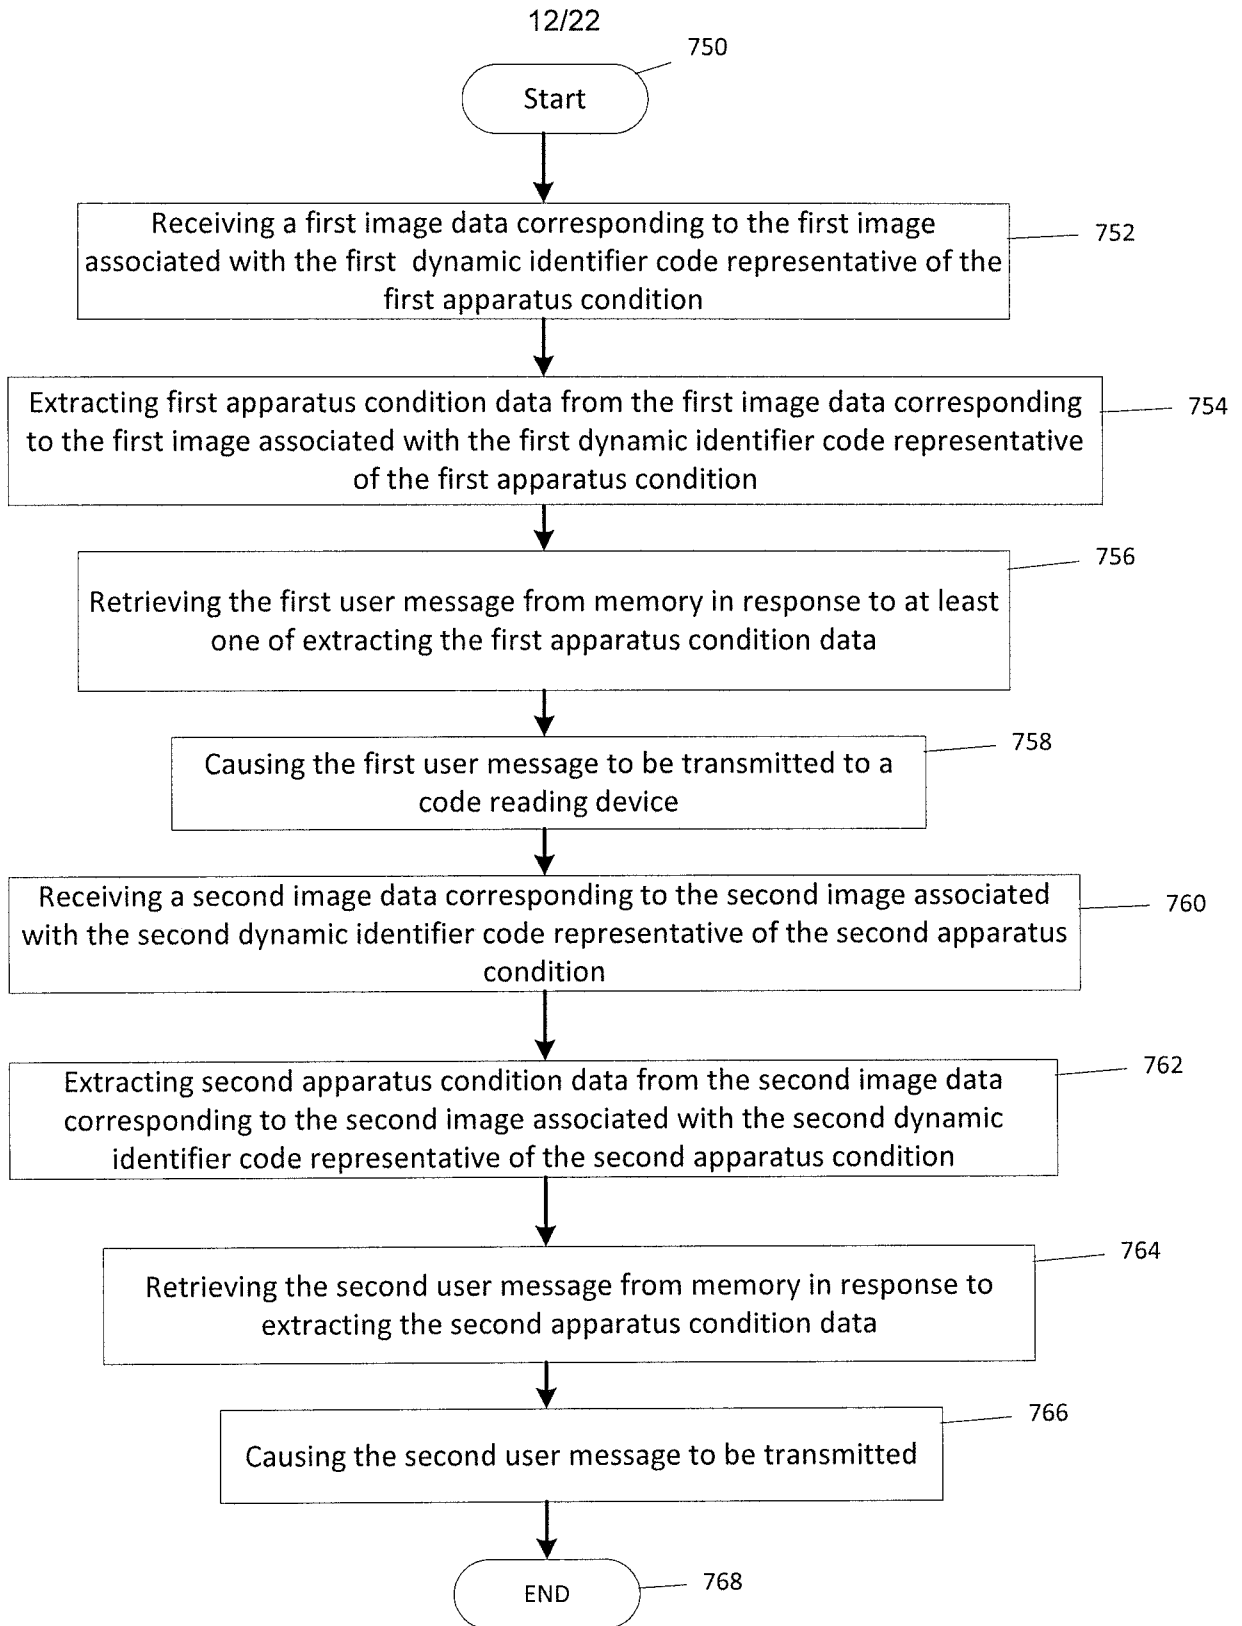 12/22
750
Start
Receiving a first image data corresponding to the first image
associated with the first dynamic identifier code representative of the
first apparatus condition
752
Extracting first apparatus condition data from the first image data corresponding
to the first image associated with the first dynamic identifier code representative
of the first apparatus condition
754
Retrieving the first user message from memory in response to at least
one of extracting the first apparatus condition data
756
Causing the first user message to be transmitted to a
code reading device
758
Receiving a second image data corresponding to the second image associated
with the second dynamic identifier code representative of the second apparatus
condition
760
Extracting second apparatus condition data from the second image data
corresponding to the second image associated with the second dynamic
identifier code representative of the second apparatus condition
762
Retrieving the second user message from memory in response to
extracting the second apparatus condition data
764
Causing the second user message to be transmitted
766
END
768